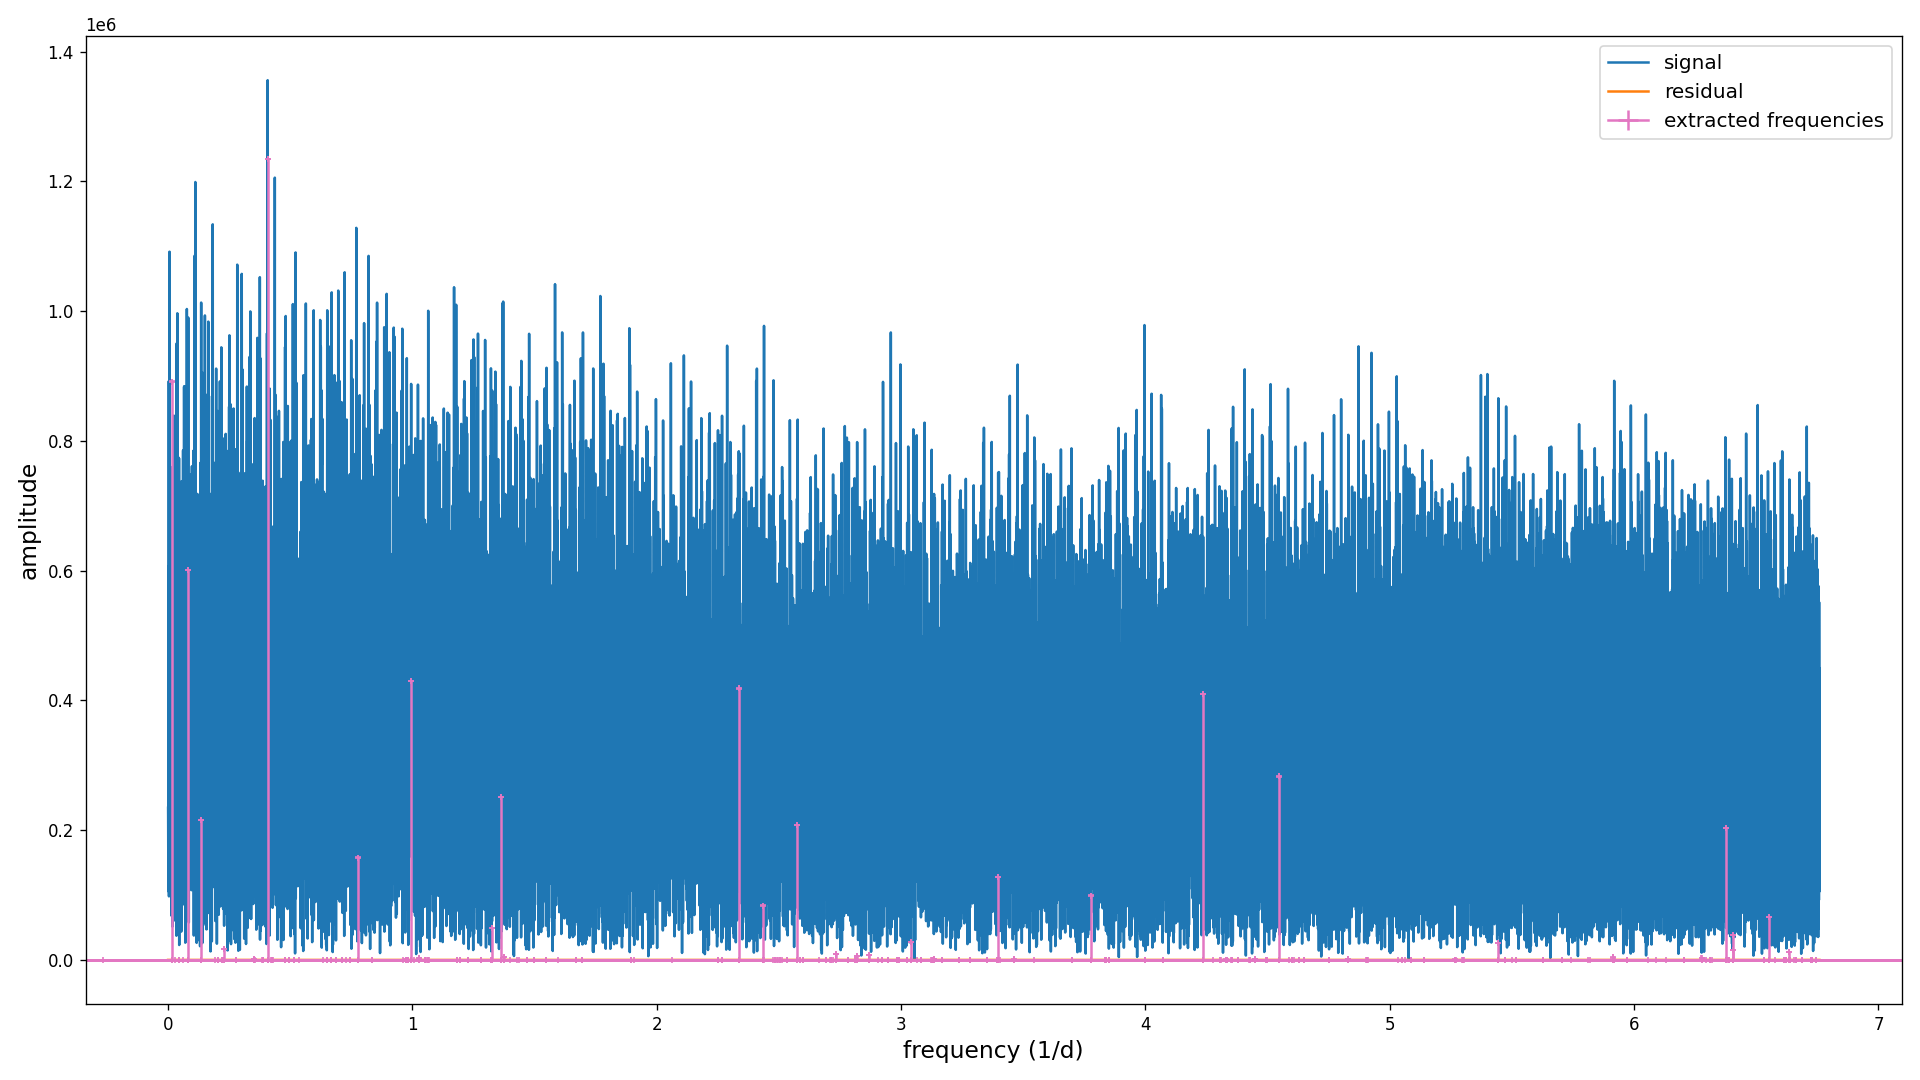 1e6
1.4
1.2
1.0
0.8
0.6
0.4
0.2
0.0
amplitude
signal
residual
extracted frequencies
0 1 2 3 4 5 6 7
frequency (1/d)